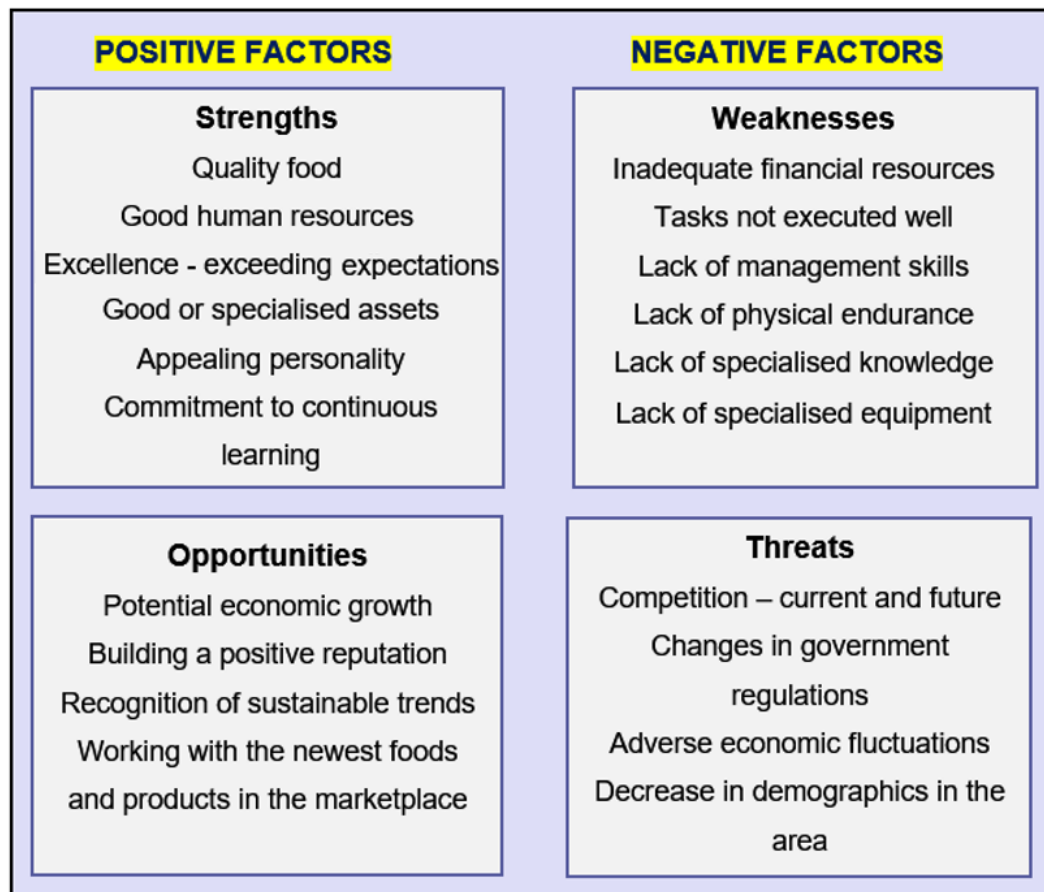 POSITIVE FACTORS
Strengths
Quality food
Good human resources
Excellence - exceeding expectations
Good or specialised assets
Appealing personality
Commitment to continuous
learning
Opportunities
Potential economic growth
Building a positive reputation
Recognition of sustainable trends
Working with the newest foods
and products in the marketplace
NEGATIVE FACTORS
Weaknesses
Inadequate financial resources
Tasks not executed well
Lack of management skills
Lack of physical endurance
Lack of specialised knowledge
Lack of specialised equipment
Threats
Competition – current and future
Changes in government
regulations
Adverse economic fluctuations
Decrease in demographics in the
area